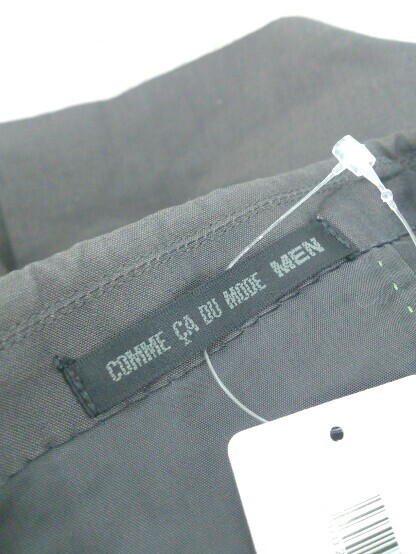 COMME ÇA DU MODE MEN